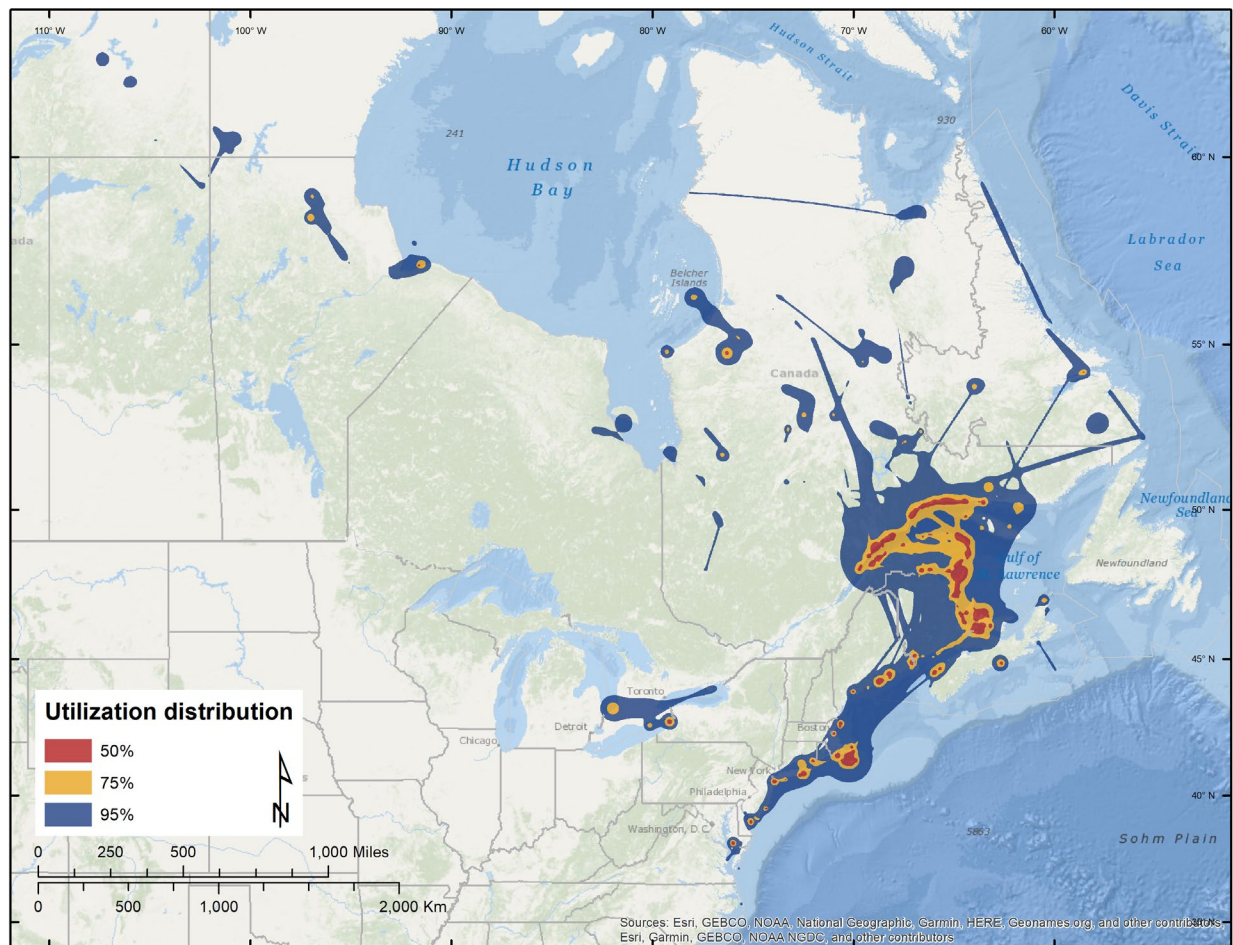 110° W
100° W
90° W
80° W
70° W
60° W
Hudson Strait
Davis Strait
241
930
Hudson
Bay
60° N
ada
Labrador
Sea
Belcher
Islands
55° N
Canada
Newfoundland
Sea
50° N
Gulf of
Lawrence
Newfoundland
45° N
Toronto
Detroit
Boston
Chicago
New York
Philadelphia
40° N
Washington, D.C.
5863
Sohm Plain
Utilization distribution
50%
75%
95%
N
0 250 500 1,000 Miles
0 500 1,000 2,000 Km
Sources: Esri, GEBCO, NOAA, National Geographic, Garmin, HERE, Geonames.org, and other contributors,
Esri, Garmin, GEBCO, NOAA NGDC, and other contributors